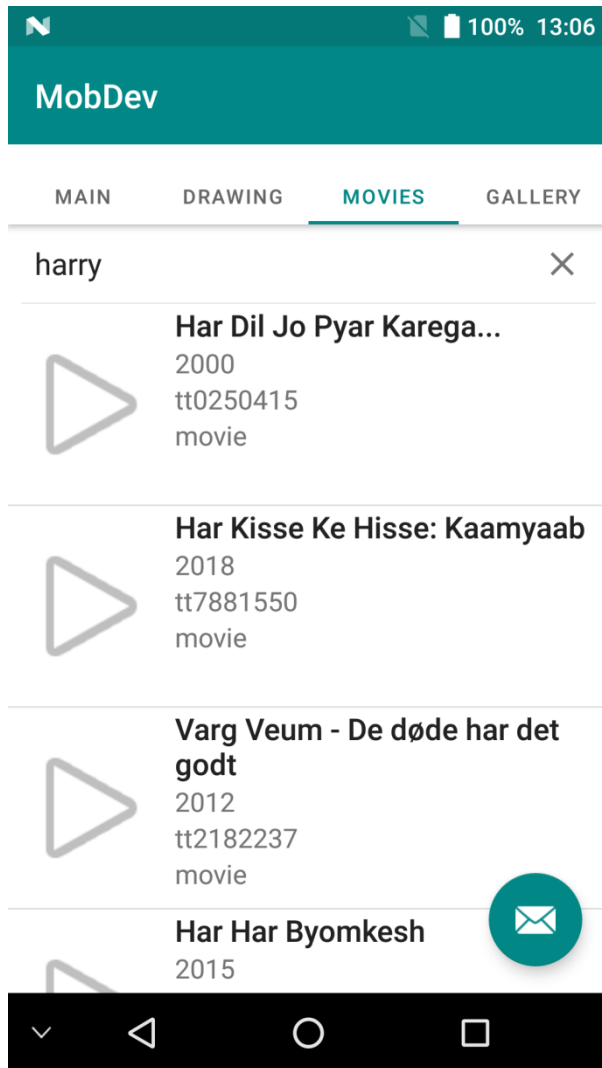 100% 13:06
MobDev
MAIN DRAWING MOVIES GALLERY
harry
Har Dil Jo Pyar Karega...
2000
tt0250415
movie
Har Kisse Ke Hisse: Kaamyaab
2018
tt7881550
movie
Varg Veum - De døde har det
godt
2012
tt2182237
movie
Har Har Byomkesh
2015